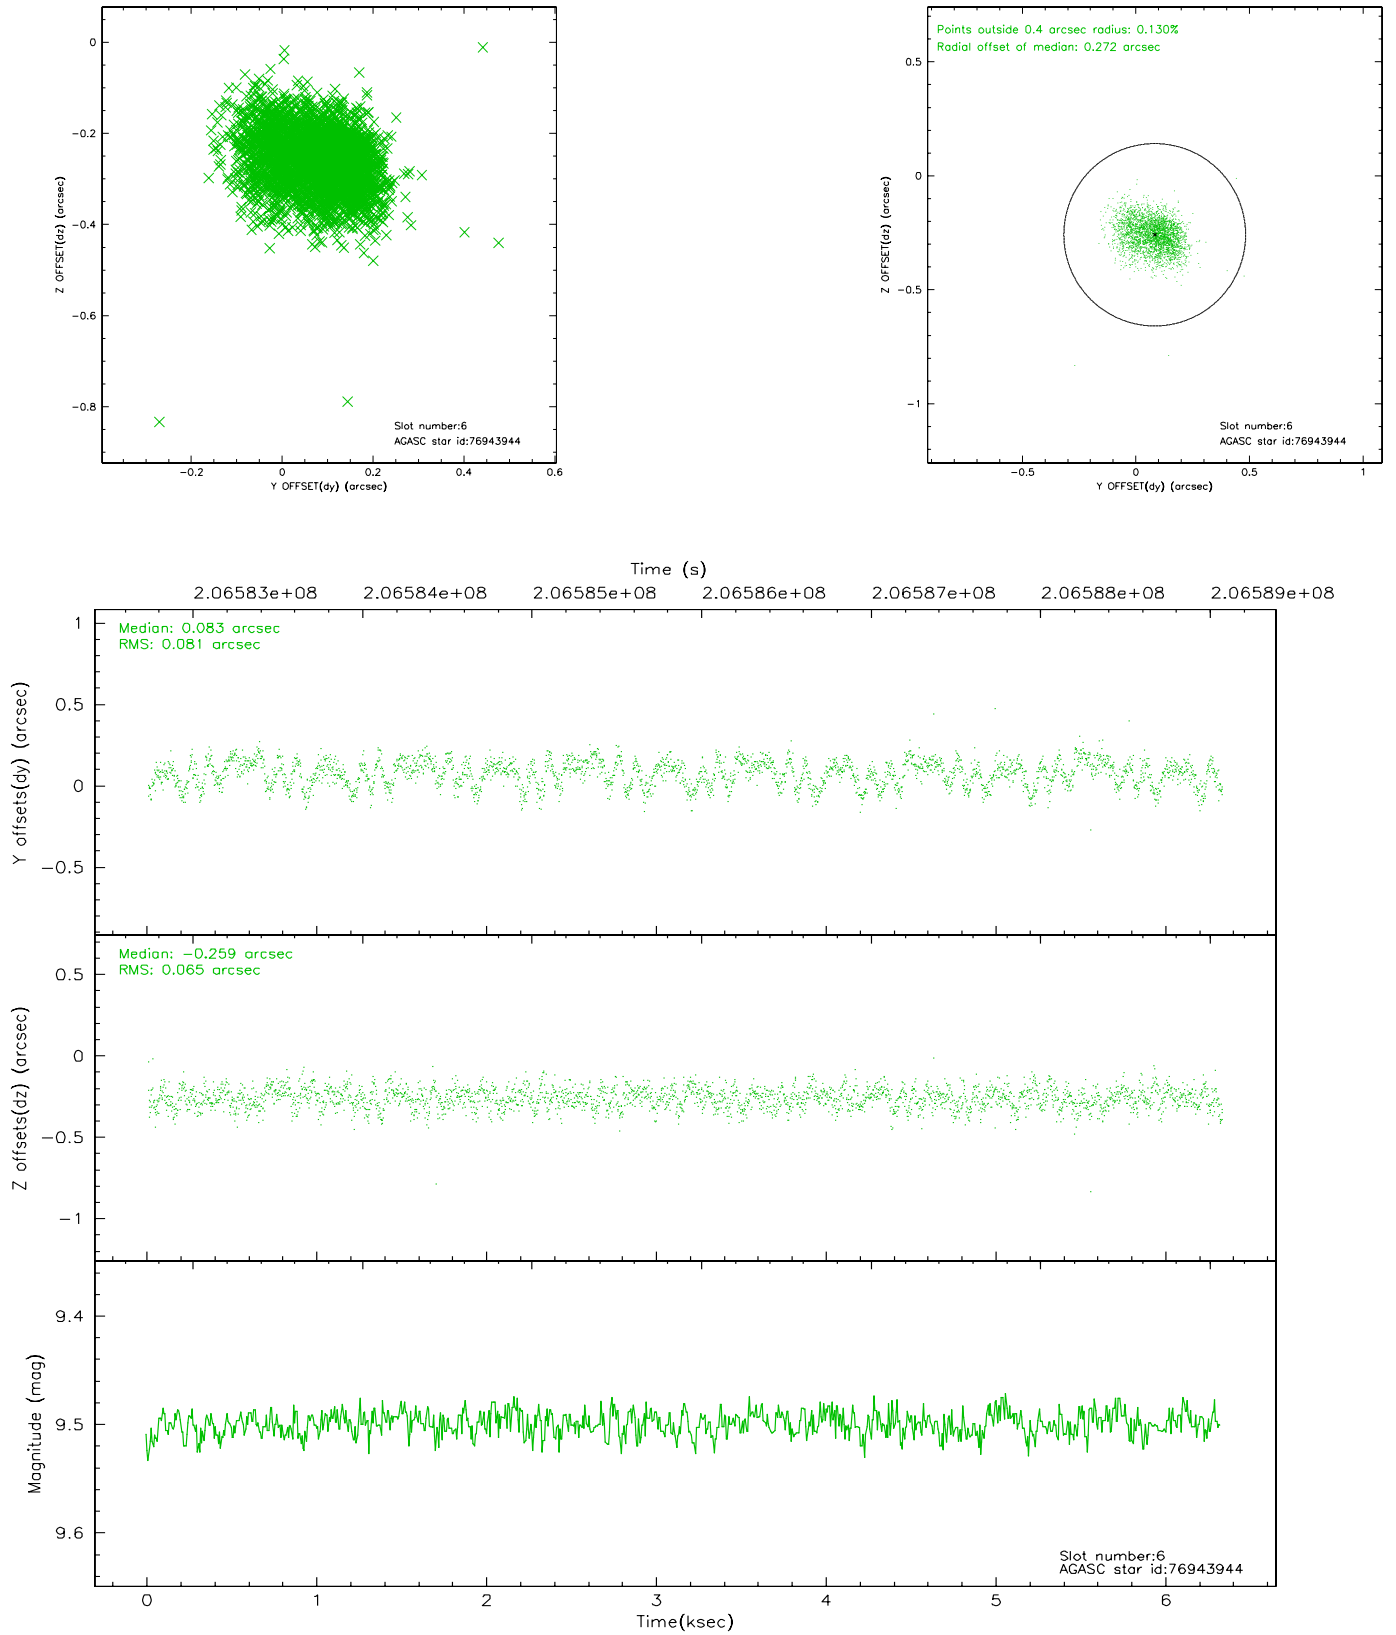 0
−0.2
−0.4
−0.6
−0.8
Z OFFSET(dz) (arcsec)
Slot number:6
AGASC star id:76943944
−0.2 0 0.2 0.4 0.6
Y OFFSET(dy) (arcsec)
Points outside 0.4 arcsec radius: 0.130%
Radial offset of median: 0.272 arcsec
0.5
0
−0.5
−1
Z OFFSET(dz) (arcsec)
Slot number:6
AGASC star id:76943944
−0.5 0 0.5 1
Y OFFSET(dy) (arcsec)
Time (s)
2.06583e+08 2.06584e+08 2.06585e+08 2.06586e+08 2.06587e+08 2.06588e+08 2.06589e+08
Median: 0.083 arcsec
RMS: 0.081 arcsec
1
0.5
0
−0.5
Y offsets(dy) (arcsec)
Median: −0.259 arcsec
RMS: 0.065 arcsec
0.5
0
−0.5
−1
Z offsets(dz) (arcsec)
9.4
9.5
9.6
Magnitude (mag)
Slot number:6
AGASC star id:76943944
0 1 2 3 4 5 6
Time(ksec)